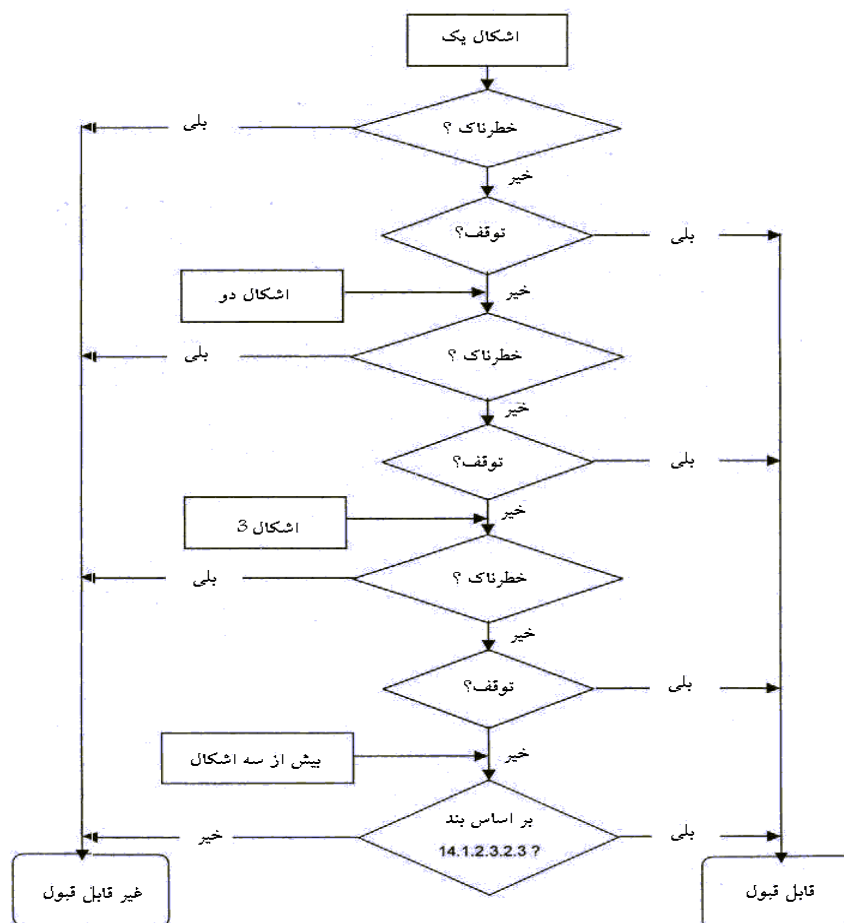 اشکال یک
خطرناک ؟
بلی
خیر
توقف؟
بلی
خیر
اشکال دو
خطرناک ؟
بلی
خیر
توقف؟
بلی
خیر
اشکال 3
خطرناک ؟
بلی
خیر
توقف؟
بلی
خیر
بیش از سه اشکال
بر اساس بند
14.1.2.3.2.3 ?
خیر
بلی
غیر قابل قبول
قابل قبول